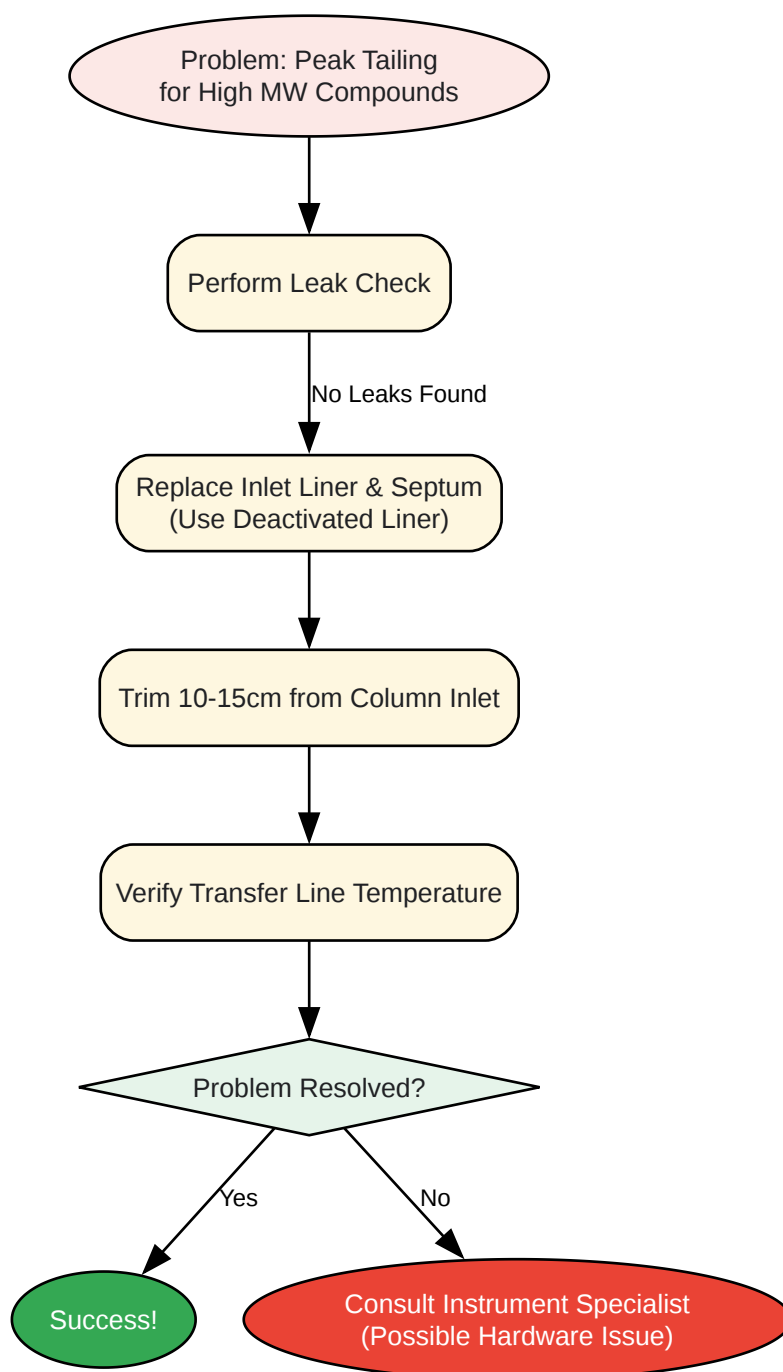 Problem: Peak Tailing
for High MW Compounds
Perform Leak Check
No Leaks Found
Replace Inlet Liner & Septum
(Use Deactivated Liner)
Trim 10-15cm from Column Inlet
Verify Transfer Line Temperature
Problem Resolved?
Yes
No
Success!
Consult Instrument Specialist
(Possible Hardware Issue)